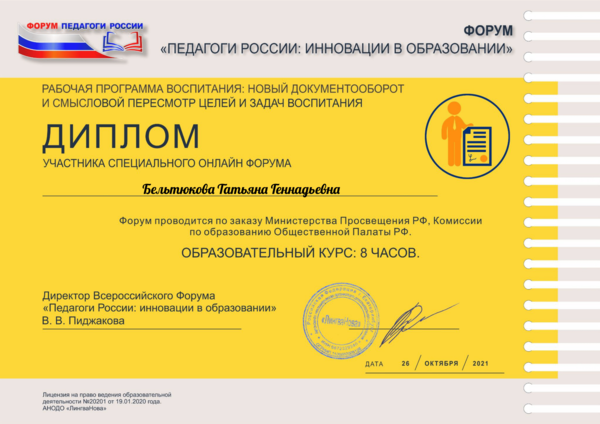 ФОРУМ ПЕДАГОГИ РОССИИ
ФОРУМ
«ПЕДАГОГИ РОССИИ: ИННОВАЦИИ В ОБРАЗОВАНИИ»
РАБОЧАЯ ПРОГРАММА ВОСПИТАНИЯ: НОВЫЙ ДОКУМЕНТООБОРОТ
И СМЫСЛОВОЙ ПЕРЕСМОТР ЦЕЛЕЙ И ЗАДАЧ ВОСПИТАНИЯ
ДИПЛОМ
УЧАСТНИКА СПЕЦИАЛЬНОГО ОНЛАЙН ФОРУМА
Бельтюкова Татьяна Геннадьевна
Форум проводится по заказу Министерства Просвещения РФ, Комиссии
по образованию Общественной Палаты РФ.
ОБРАЗОВАТЕЛЬНЫЙ КУРС: 8 ЧАСОВ.
Директор Всероссийского Форума
«Педагоги России: инновации в образовании»
В. В. Пиджакова
ДАТА 26 / ОКТЯБРЯ / 2021
Лицензия на право ведения образовательной
деятельности №20201 от 19.01.2020 года.
АНОДО «ЛингваНова»